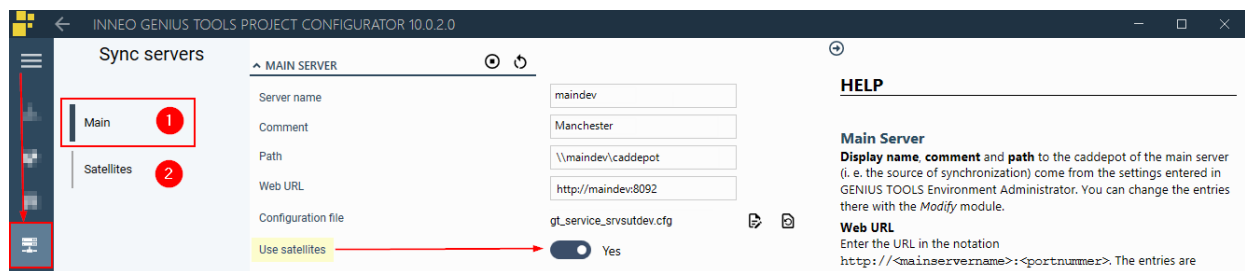 INNEO GENIUS TOOLS PROJECT CONFIGURATOR 10.0.2.0
Sync servers
Main
1
Satellites
2
MAIN SERVER
Server name
maindev
Comment
Manchester
Path
\\maindev\caddepot
Web URL
http://maindev:8092
Configuration file
gt_service_srvsutdev.cfg
Use satellites
Yes
HELP
Main Server
Display name, comment and path to the caddepot of the main server
(i. e. the source of synchronization) come from the settings entered in
GENIUS TOOLS Environment Administrator. You can change the entries
there with the Modify module.
Web URL
Enter the URL in the notation
http://<mainservername>:<portnummer>. The entries are